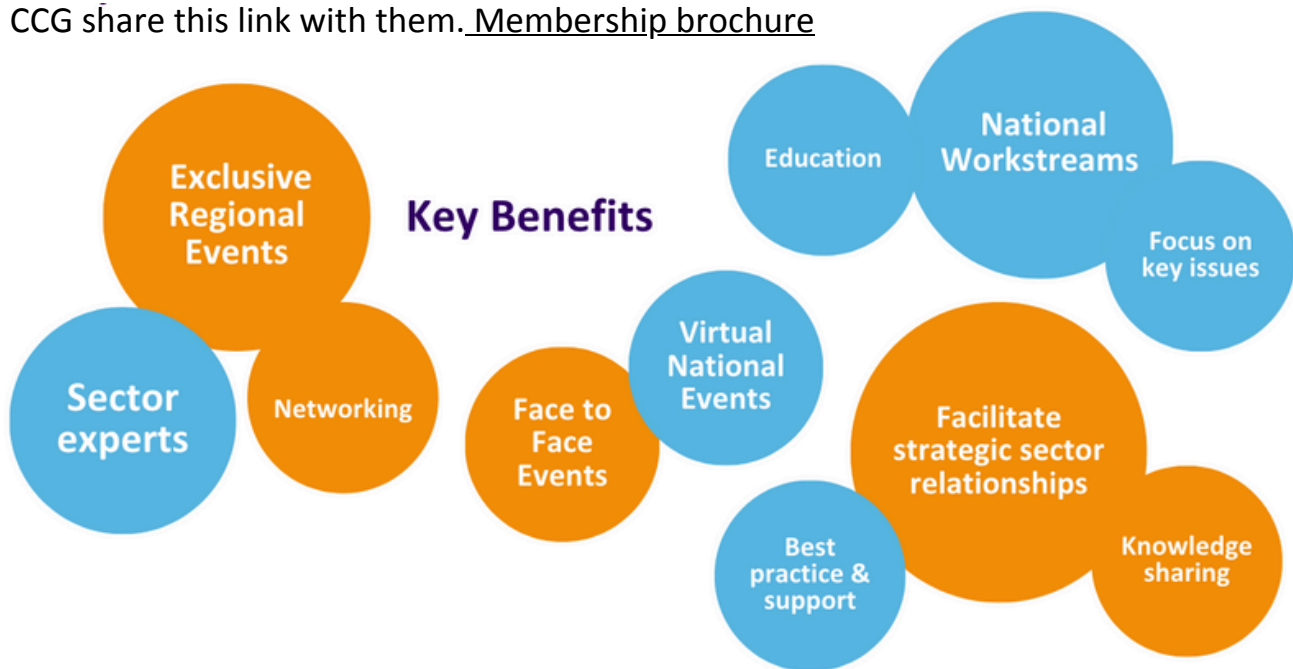 CCG share this link with them. Membership brochure
Exclusive
Regional
Events
Sector
experts
Networking
Key Benefits
Face to
Face
Events
Virtual
National
Events
Education
National
Workstreams
Focus on
key issues
Facilitate
strategic sector
relationships
Best
practice &
support
Knowledge
sharing